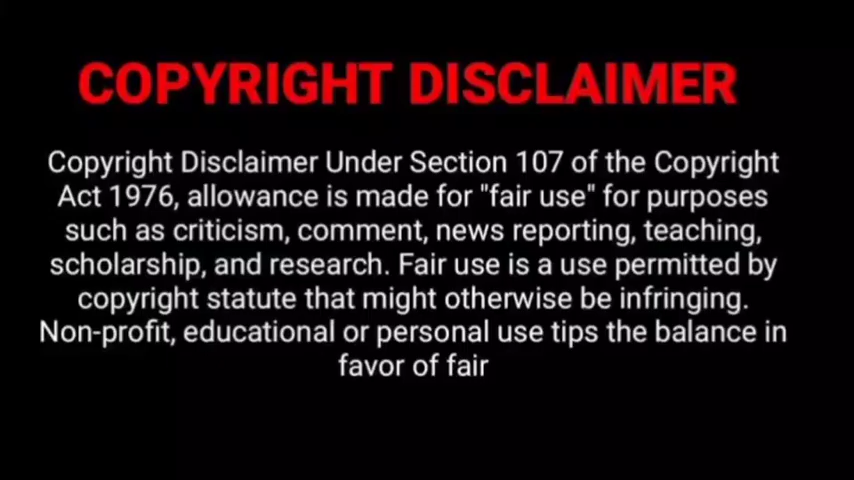 COPYRIGHT DISCLAIMER
Copyright Disclaimer Under Section 107 of the Copyright
Act 1976, allowance is made for "fair use" for purposes
such as criticism, comment, news reporting, teaching,
scholarship, and research. Fair use is a use permitted by
copyright statute that might otherwise be infringing.
Non-profit, educational or personal use tips the balance in
favor of fair